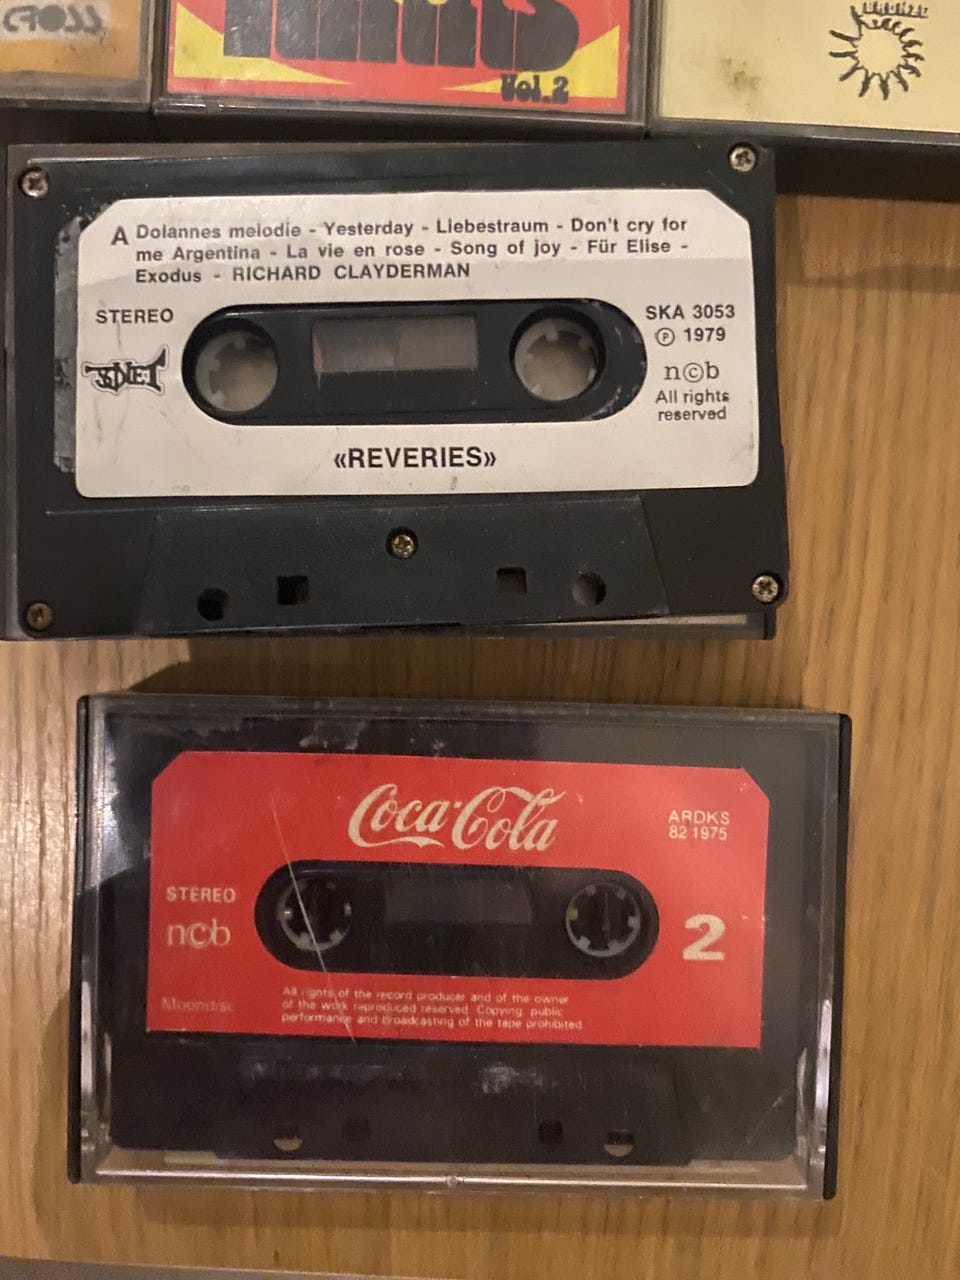 CROSS
Vol.2
A Dolannes melodie - Yesterday - Liebestraum - Don't cry for
me Argentina - La vie en rose - Song of joy - Für Elise -
Exodus - RICHARD CLAYDERMAN
STEREO
SKA 3053
Ⓟ 1979
n©b
All rights
reserved
«REVERIES»
Coca-Cola
ARDKS
82 1975
STEREO
n©b
2
Moondisc
All rights of the record producer and of the owner
of the work reproduced reserved. Copying, public
performance and broadcasting of the tape prohibited